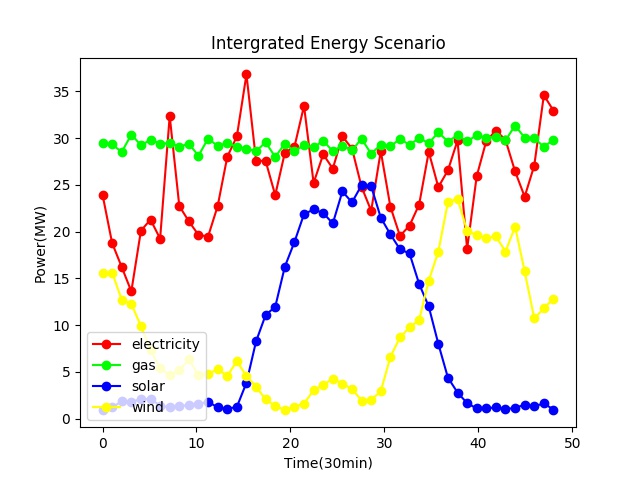 Intergrated Energy Scenario
Power(MW)
35
30
25
20
15
10
5
0
electricity
gas
solar
wind
0 10 20 30 40 50
Time(30min)